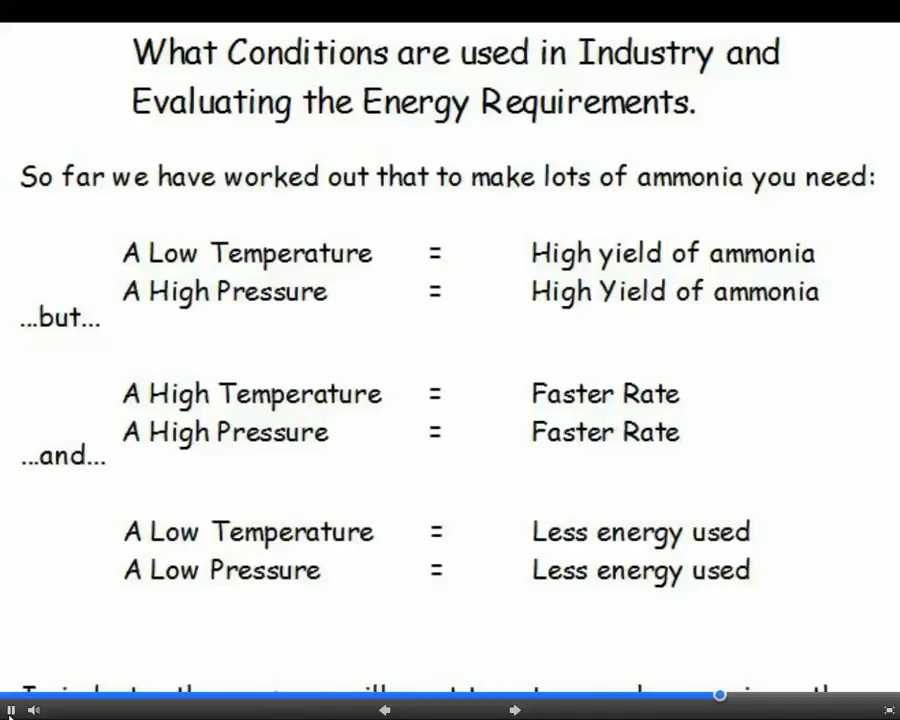 What Conditions are used in Industry and
Evaluating the Energy Requirements.
So far we have worked out that to make lots of ammonia you need:
A Low Temperature = High yield of ammonia
A High Pressure = High Yield of ammonia
...but...
A High Temperature = Faster Rate
A High Pressure = Faster Rate
...and...
A Low Temperature = Less energy used
A Low Pressure = Less energy used